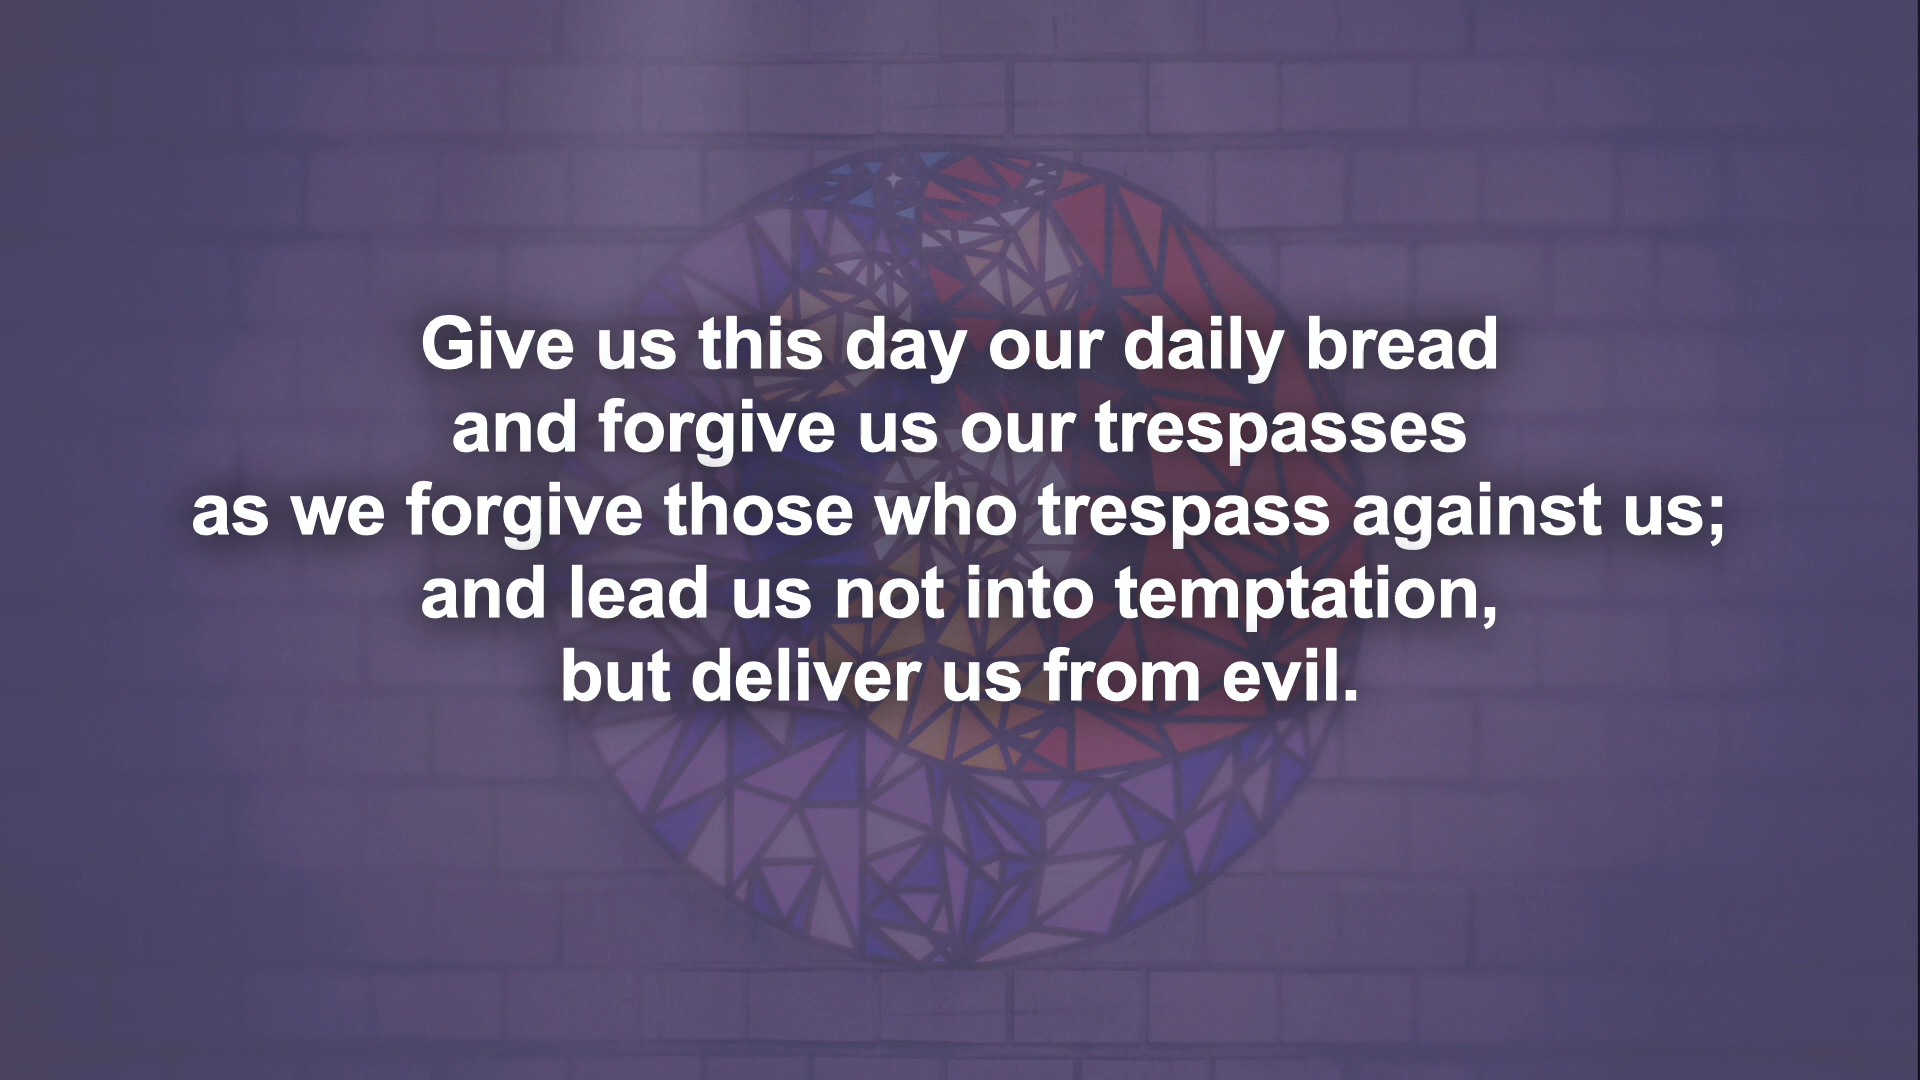 Give us this day our daily bread
and forgive us our trespasses
as we forgive those who trespass against us;
and lead us not into temptation,
but deliver us from evil.